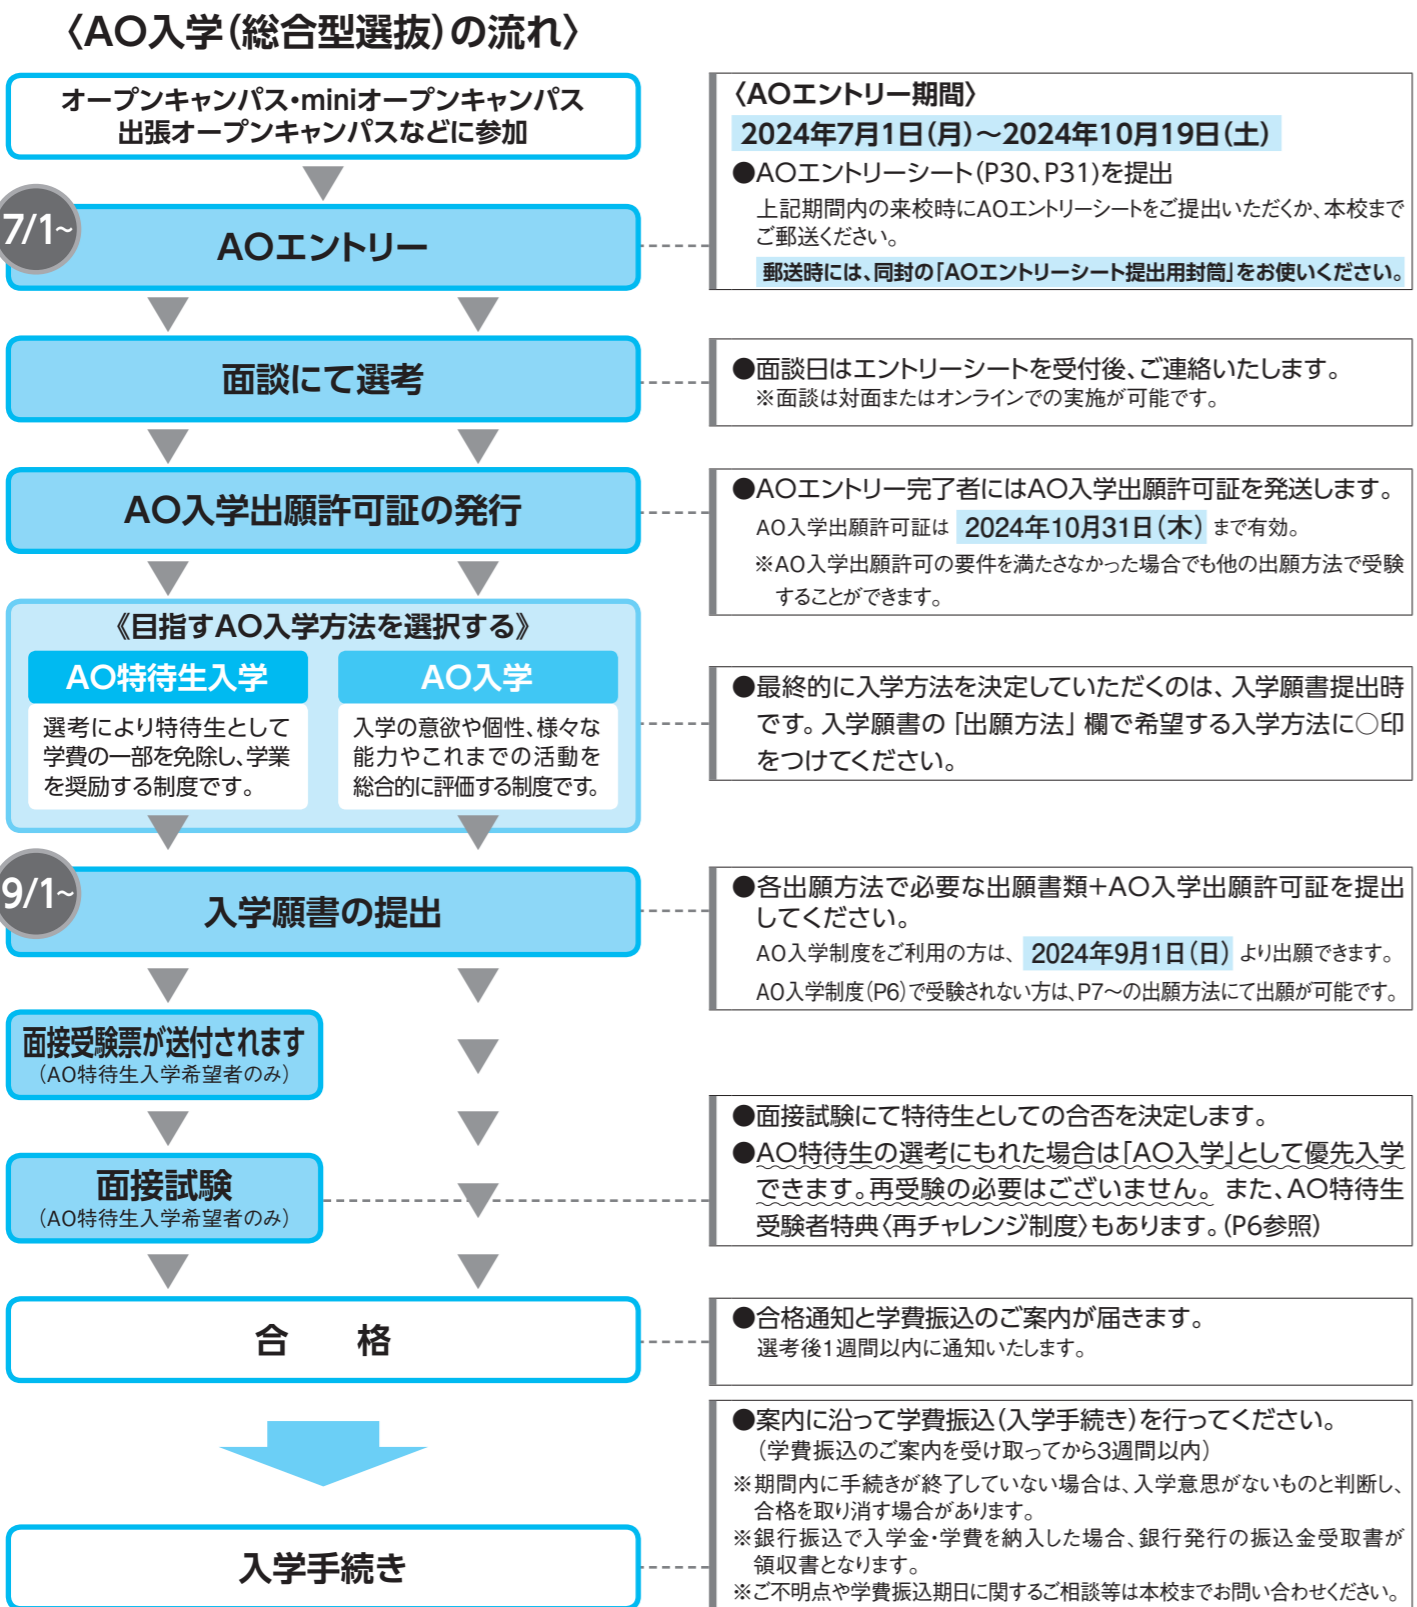 〈AO入学(総合型選抜)の流れ〉
オープンキャンパス・miniオープンキャンパス
出張オープンキャンパスなどに参加
7/1~
AOエントリー
〈AOエントリー期間〉
2024年7月1日(月)～2024年10月19日(土)
●AOエントリーシート(P30、P31)を提出
上記期間内の来校時にAOエントリーシートをご提出いただくか、本校まで
ご郵送ください。
郵送時には、同封の「AOエントリーシート提出用封筒」をお使いください。
面談にて選考
●面談日はエントリーシートを受付後、ご連絡いたします。
※面談は対面またはオンラインでの実施が可能です。
AO入学出願許可証の発行
●AOエントリー完了者にはAO入学出願許可証を発送します。
AO入学出願許可証は 2024年10月31日(木) まで有効。
※AO入学出願許可の要件を満たさなかった場合でも他の出願方法で受験
することができます。
《目指すAO入学方法を選択する》
AO特待生入学
選考により特待生として
学費の一部を免除し、学業
を奨励する制度です。
AO入学
入学の意欲や個性、様々な
能力やこれまでの活動を
総合的に評価する制度です。
●最終的に入学方法を決定していただくのは、入学願書提出時
です。入学願書の「出願方法」欄で希望する入学方法に○印
をつけてください。
9/1~
入学願書の提出
●各出願方法で必要な出願書類+AO入学出願許可証を提出
してください。
AO入学制度をご利用の方は、 2024年9月1日(日) より出願できます。
AO入学制度(P6)で受験されない方は、P7～の出願方法にて出願が可能です。
面接受験票が送付されます
(AO特待生入学希望者のみ)
面接試験
(AO特待生入学希望者のみ)
●面接試験にて特待生としての合否を決定します。
●AO特待生の選考にもれた場合は「AO入学」として優先入学
できます。再受験の必要はございません。また、AO特待生
受験者特典〈再チャレンジ制度〉もあります。(P6参照)
合　格
●合格通知と学費振込のご案内が届きます。
選考後1週間以内に通知いたします。
入学手続き
●案内に沿って学費振込(入学手続き)を行ってください。
(学費振込のご案内を受け取ってから3週間以内)
※期間内に手続きが終了していない場合は、入学意思がないものと判断し、
合格を取り消す場合があります。
※銀行振込で入学金・学費を納入した場合、銀行発行の振込金受取書が
領収書となります。
※ご不明点や学費振込期日に関するご相談等は本校までお問い合わせください。